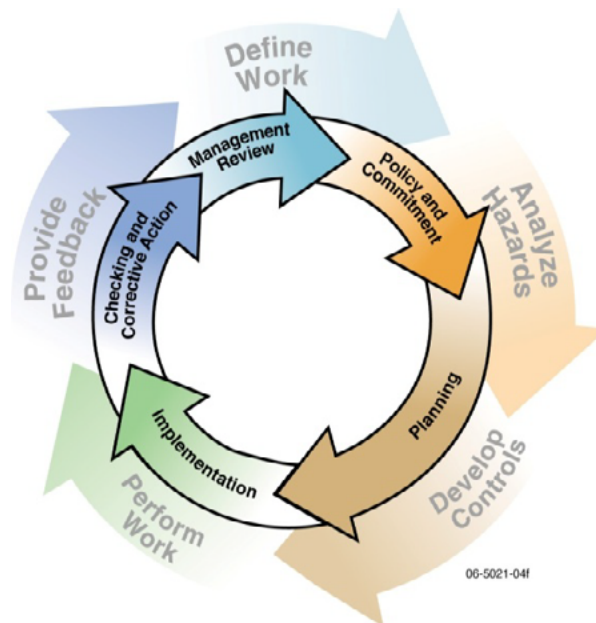 Define
Work
Management
Review
Policy and
Commitment
Analyze
Hazards
Provide
Feedback
Checking and
Corrective Action
Planning
Implementation
Develop
Controls
Perform
Work
06-5021-04f